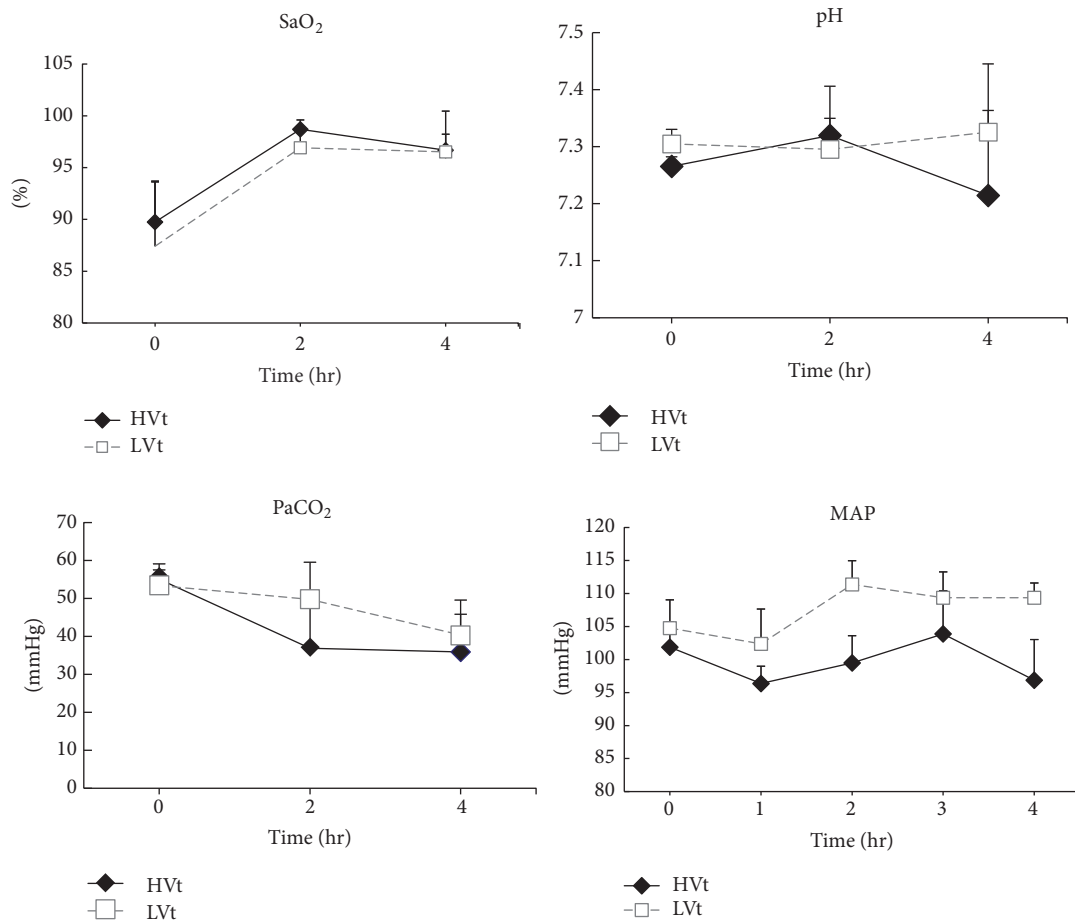 SaO₂
105
100
95
90
85
80
(%)
0 2 4
Time (hr)
HVt
LVt
pH
7.5
7.4
7.3
7.2
7.1
7
0 2 4
Time (hr)
HVt
LVt
PaCO₂
70
60
50
40
30
20
10
0
(mmHg)
0 2 4
Time (hr)
HVt
LVt
MAP
120
115
110
105
100
95
90
85
80
(mmHg)
0 1 2 3 4
Time (hr)
HVt
LVt